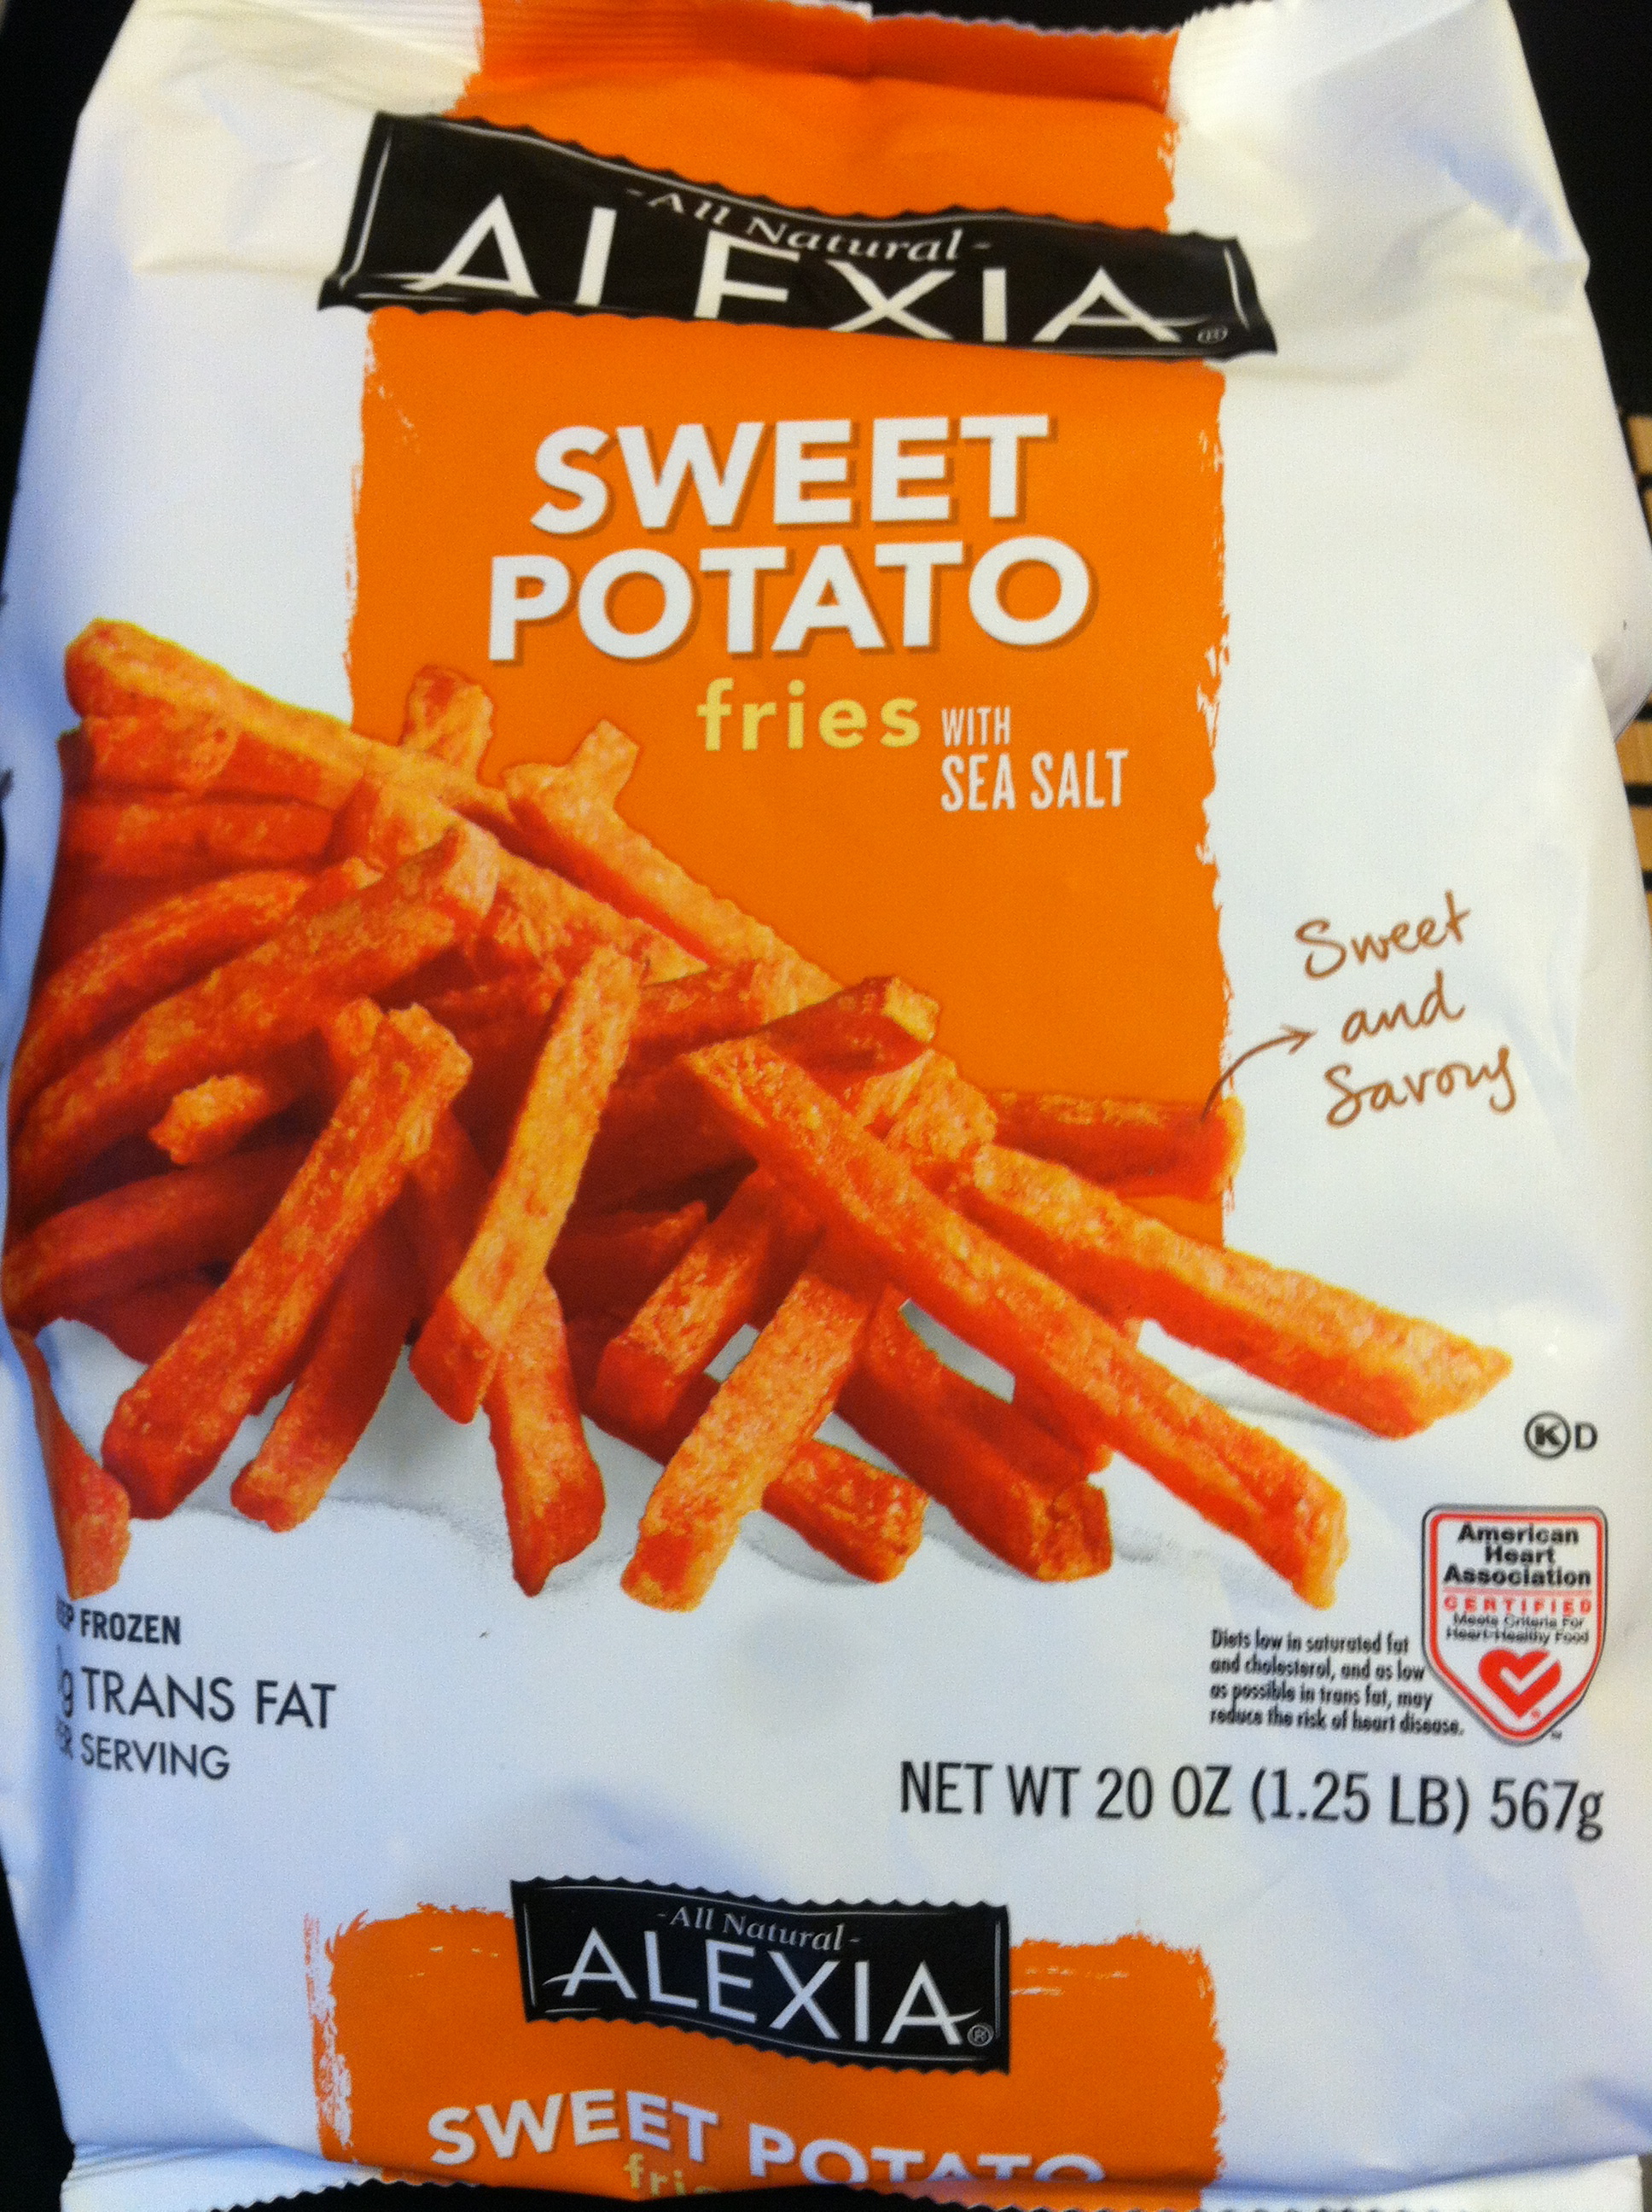 -All Natural-
ALEXIA®
SWEET
POTATO
fries WITH
SEA SALT
Sweet
and
Savory
K D
American
Heart
Association
CERTIFIED
Meets Criteria For
Heart-Healthy Food
FROZEN
TRANS FAT
SERVING
Diets low in saturated fat
and cholesterol, and as low
as possible in trans fat, may
reduce the risk of heart disease.
NET WT 20 OZ (1.25 LB) 567g
-All Natural-
ALEXIA®
SWEET POTATO